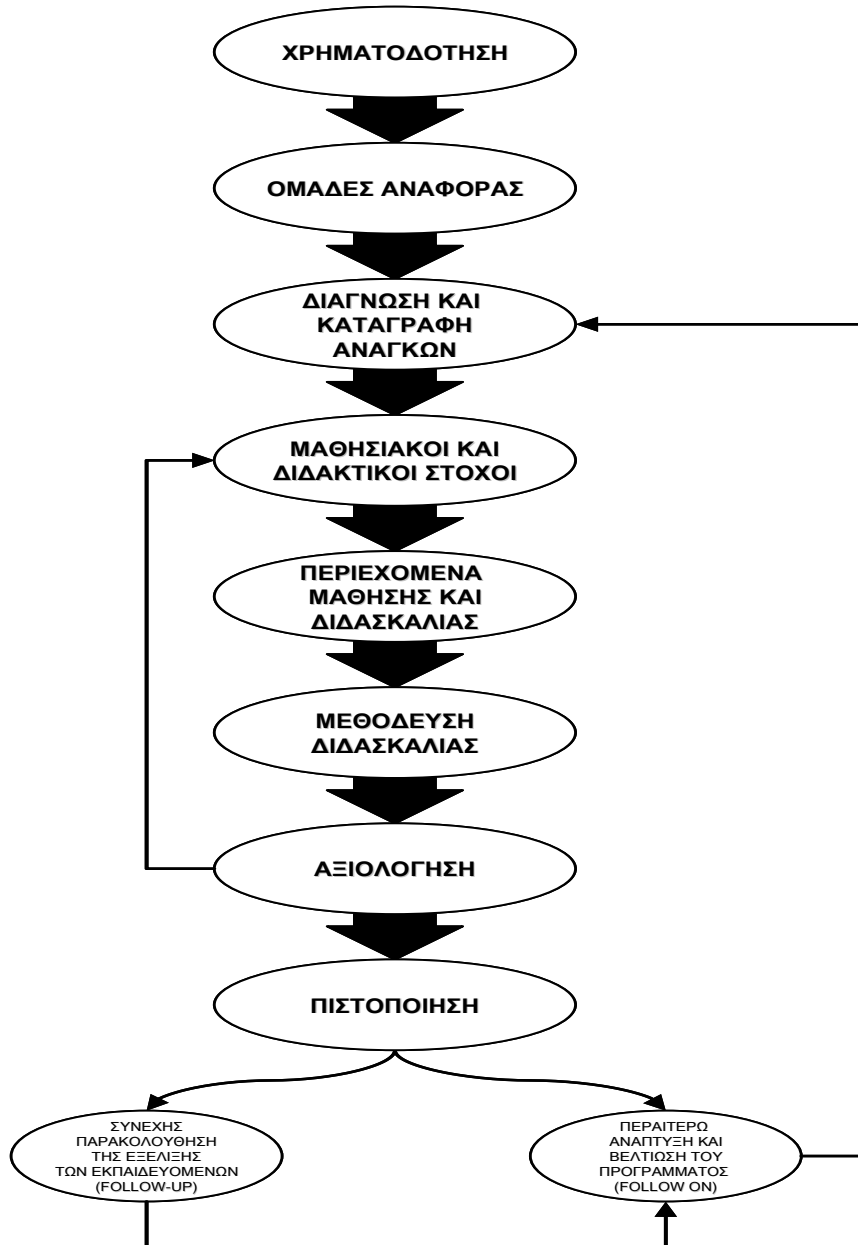 ΧΡΗΜΑΤΟΔΟΤΗΣΗ
ΟΜΑΔΕΣ ΑΝΑΦΟΡΑΣ
ΔΙΑΓΝΩΣΗ ΚΑΙ
ΚΑΤΑΓΡΑΦΗ
ΑΝΑΓΚΩΝ
ΜΑΘΗΣΙΑΚΟΙ ΚΑΙ
ΔΙΔΑΚΤΙΚΟΙ ΣΤΟΧΟΙ
ΠΕΡΙΕΧΟΜΕΝΑ
ΜΑΘΗΣΗΣ ΚΑΙ
ΔΙΔΑΣΚΑΛΙΑΣ
ΜΕΘΟΔΕΥΣΗ
ΔΙΔΑΣΚΑΛΙΑΣ
ΑΞΙΟΛΟΓΗΣΗ
ΠΙΣΤΟΠΟΙΗΣΗ
ΣΥΝΕΧΗΣ
ΠΑΡΑΚΟΛΟΥΘΗΣΗ
ΤΗΣ ΕΞΕΛΙΞΗΣ
ΤΩΝ ΕΚΠΑΙΔΕΥΟΜΕΝΩΝ
(FOLLOW-UP)
ΠΕΡΑΙΤΕΡΩ
ΑΝΑΠΤΥΞΗ ΚΑΙ
ΒΕΛΤΙΩΣΗ ΤΟΥ
ΠΡΟΓΡΑΜΜΑΤΟΣ
(FOLLOW ON)